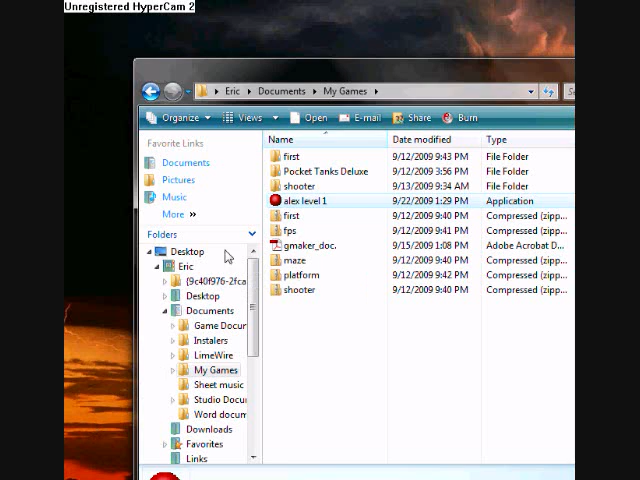 Unregistered HyperCam 2
Eric Documents My Games
Organize Views Open E-mail Share Burn
Favorite Links
Documents
Pictures
Music
More »
Folders
Desktop
Eric
{9c40f976-2fca
Desktop
Documents
Game Docur
Instalers
LimeWire
My Games
Sheet music
Studio Docu
Word docum
Downloads
Favorites
Links
Name Date modified Type
first 9/12/2009 9:43 PM File Folder
Pocket Tanks Deluxe 9/12/2009 3:56 PM File Folder
shooter 9/13/2009 9:34 AM File Folder
alex level 1 9/22/2009 1:29 PM Application
first 9/12/2009 9:40 PM Compressed (zipp...
fps 9/12/2009 9:41 PM Compressed (zipp...
gmaker_doc. 9/15/2009 1:08 PM Adobe Acrobat D...
maze 9/12/2009 9:40 PM Compressed (zipp...
platform 9/12/2009 9:42 PM Compressed (zipp...
shooter 9/12/2009 9:40 PM Compressed (zipp...